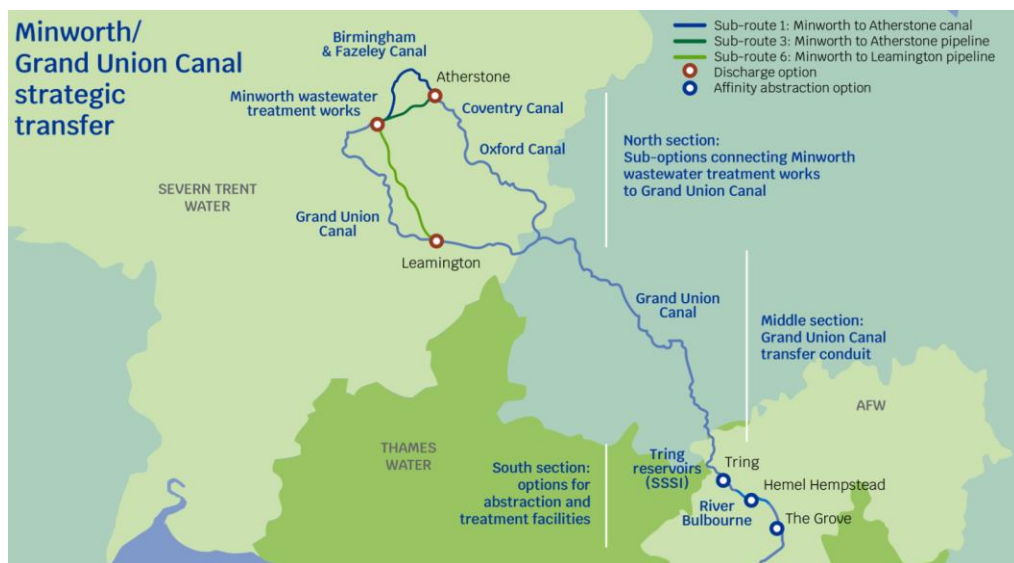 Minworth/
Grand Union Canal
strategic
transfer
Sub-route 1: Minworth to Atherstone canal
Sub-route 3: Minworth to Atherstone pipeline
Sub-route 6: Minworth to Leamington pipeline
Discharge option
Affinity abstraction option
Birmingham
& Fazeley Canal
Atherstone
Minworth wastewater
treatment works
Coventry Canal
Oxford Canal
North section:
Sub-options connecting Minworth
wastewater treatment works
to Grand Union Canal
SEVERN TRENT
WATER
Grand Union
Canal
Leamington
Grand Union
Canal
Middle section:
Grand Union Canal
transfer conduit
AFW
THAMES
WATER
South section:
options for
abstraction and
treatment facilities
Tring
reservoirs
(SSSI)
Tring
Hemel Hempstead
River
Bulbourne
The Grove